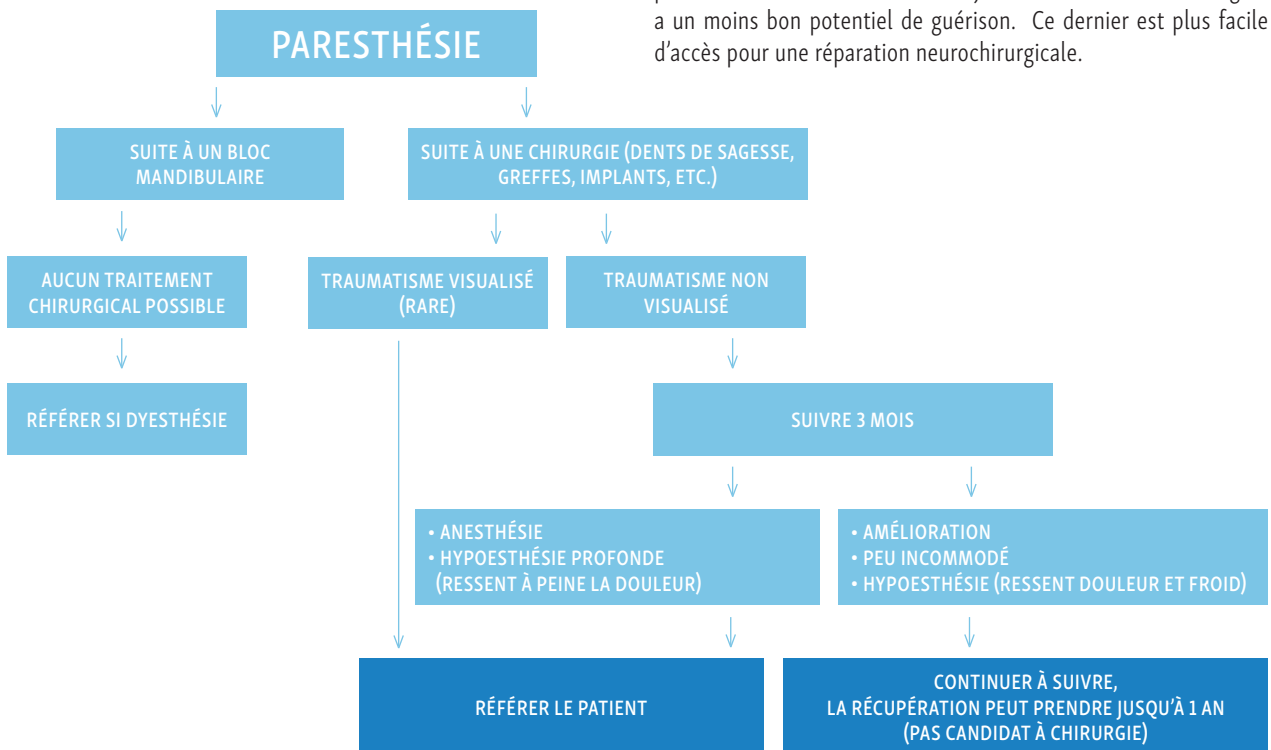 a un moins bon potentiel de guérison. Ce dernier est plus facile
d'accès pour une réparation neurochirurgicale.
PARESTHÉSIE
SUITE À UN BLOC
MANDIBULAIRE
SUITE À UNE CHIRURGIE (DENTS DE SAGESSE,
GREFFES, IMPLANTS, ETC.)
AUCUN TRAITEMENT
CHIRURGICAL POSSIBLE
TRAUMATISME VISUALISÉ
(RARE)
TRAUMATISME NON
VISUALISÉ
RÉFÉRER SI DYESTHÉSIE
SUIVRE 3 MOIS
• ANESTHÉSIE
• HYPOESTHÉSIE PROFONDE
(RESSENT À PEINE LA DOULEUR)
• AMÉLIORATION
• PEU INCOMMODÉ
• HYPOESTHÉSIE (RESSENT DOULEUR ET FROID)
RÉFÉRER LE PATIENT
CONTINUER À SUIVRE,
LA RÉCUPÉRATION PEUT PRENDRE JUSQU'À 1 AN
(PAS CANDIDAT À CHIRURGIE)